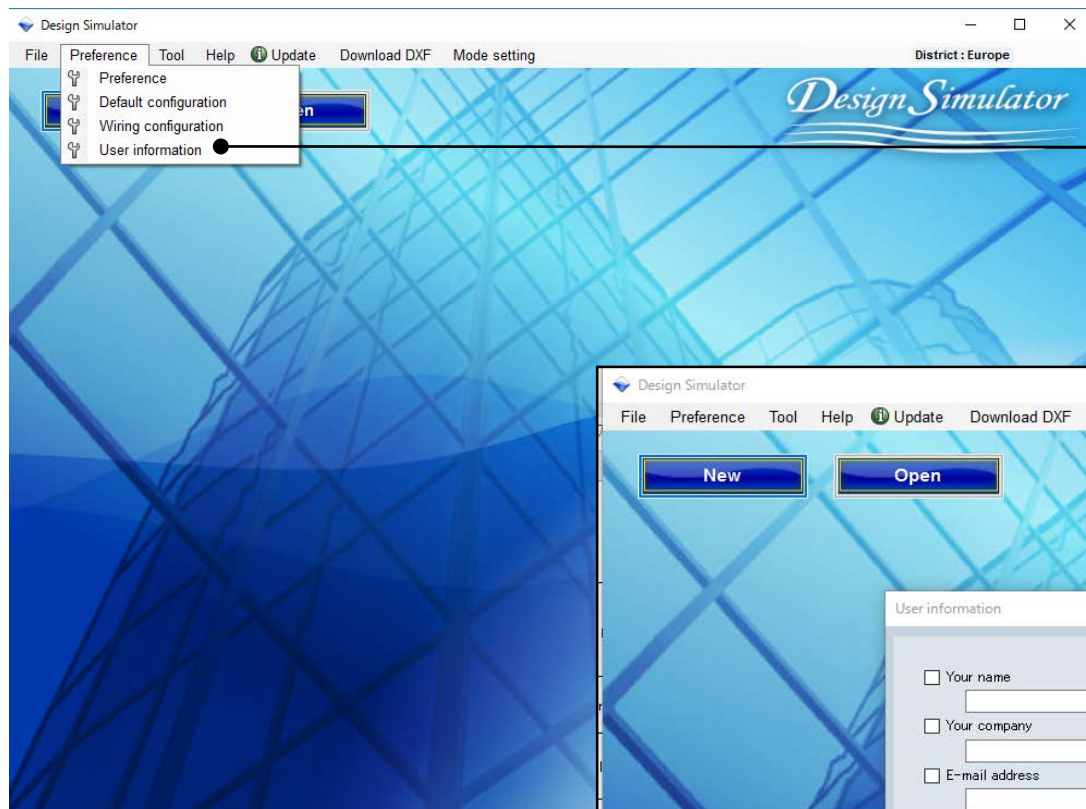 Design Simulator
File Preference Tool Help Update Download DXF Mode setting District : Europe
Preference
Default configuration
Wiring configuration
User information
Design Simulator
Design Simulator
File Preference Tool Help Update Download DXF
New Open
User information
Your name
Your company
E-mail address